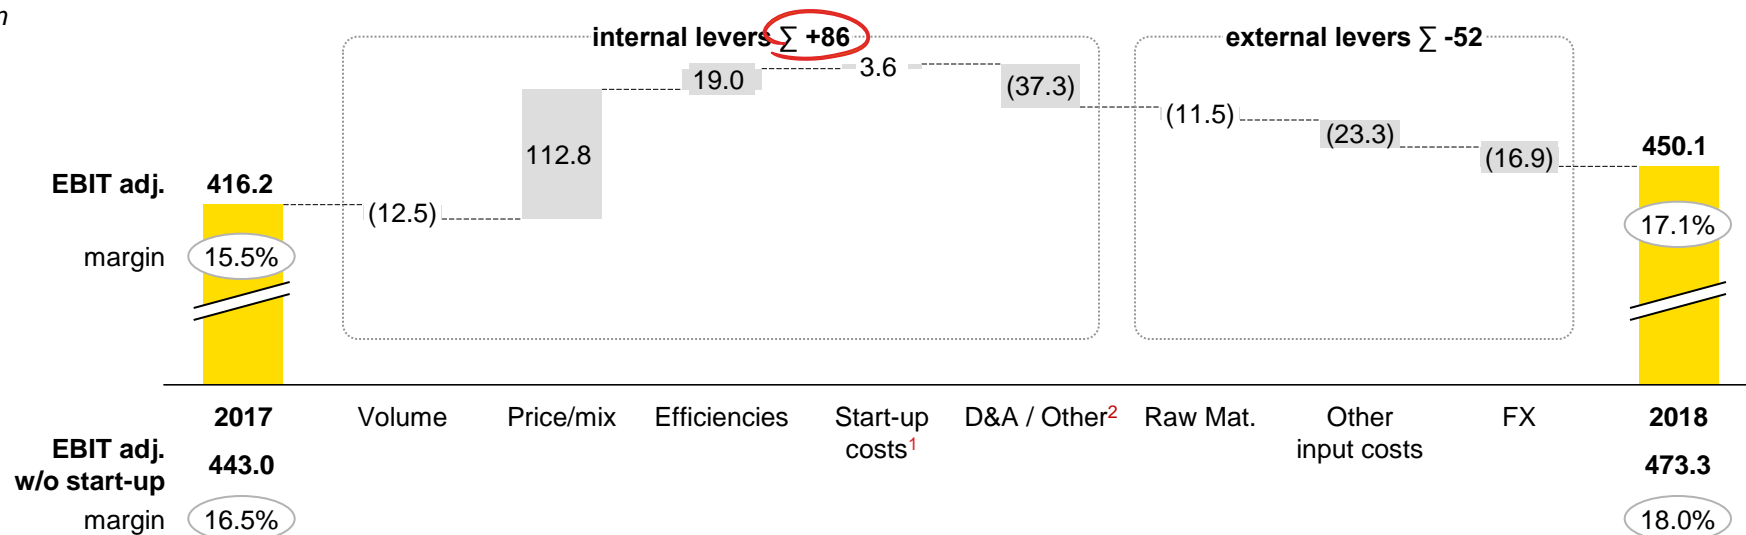 internal levers ∑ +86
external levers ∑ -52
19.0
3.6
(37.3)
112.8
(11.5)
(23.3)
(16.9)
450.1
EBIT adj.
416.2
(12.5)
17.1%
margin
15.5%
2017
Volume
Price/mix
Efficiencies
Start-up
costs1
D&A / Other2
Raw Mat.
Other
input costs
FX
2018
EBIT adj.
w/o start-up
443.0
473.3
margin
16.5%
18.0%